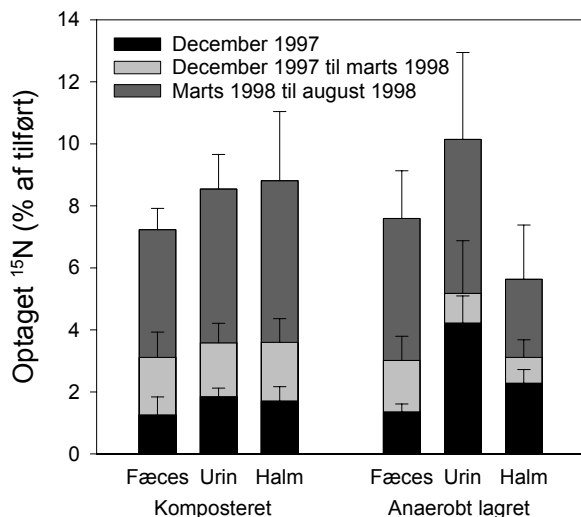 14
12
10
8
6
4
2
0
Optaget ¹⁵N (% af tilført)
December 1997
December 1997 til marts 1998
Marts 1998 til august 1998
Fæces Urin Halm Fæces Urin Halm
Komposteret Anaerobt lagret